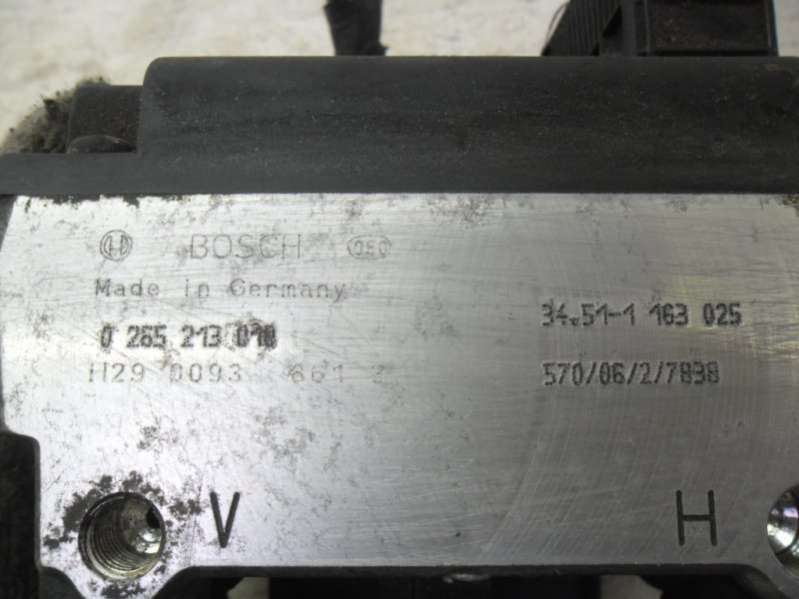 BOSCH
Made in Germany
0 265 213 010
34.51-1 163 025
570/06/2/7898
V
H